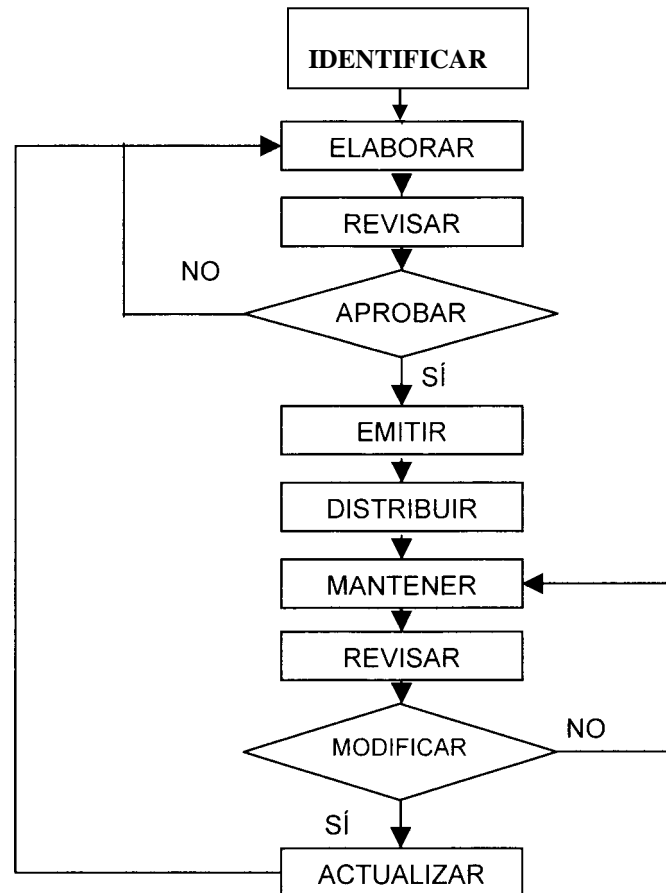 IDENTIFICAR
ELABORAR
REVISAR
NO
APROBAR
SÍ
EMITIR
DISTRIBUIR
MANTENER
REVISAR
NO
MODIFICAR
SÍ
ACTUALIZAR